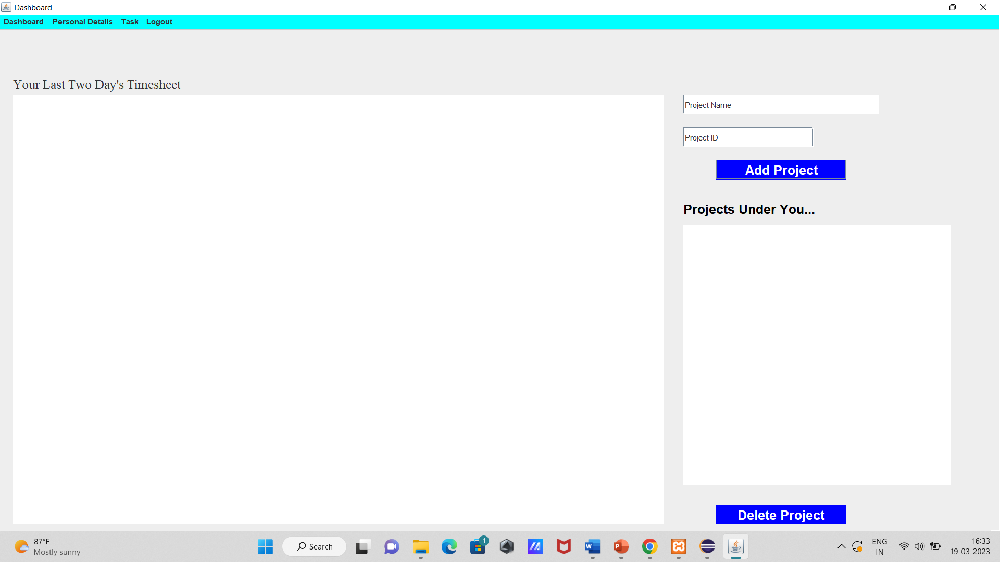 Dashboard
Dashboard Personal Details Task Logout
Your Last Two Day's Timesheet
Project Name
Project ID
Add Project
Projects Under You...
Delete Project
87°F
Mostly sunny
Search
1
W
P
ENG
IN
16:33
19-03-2023